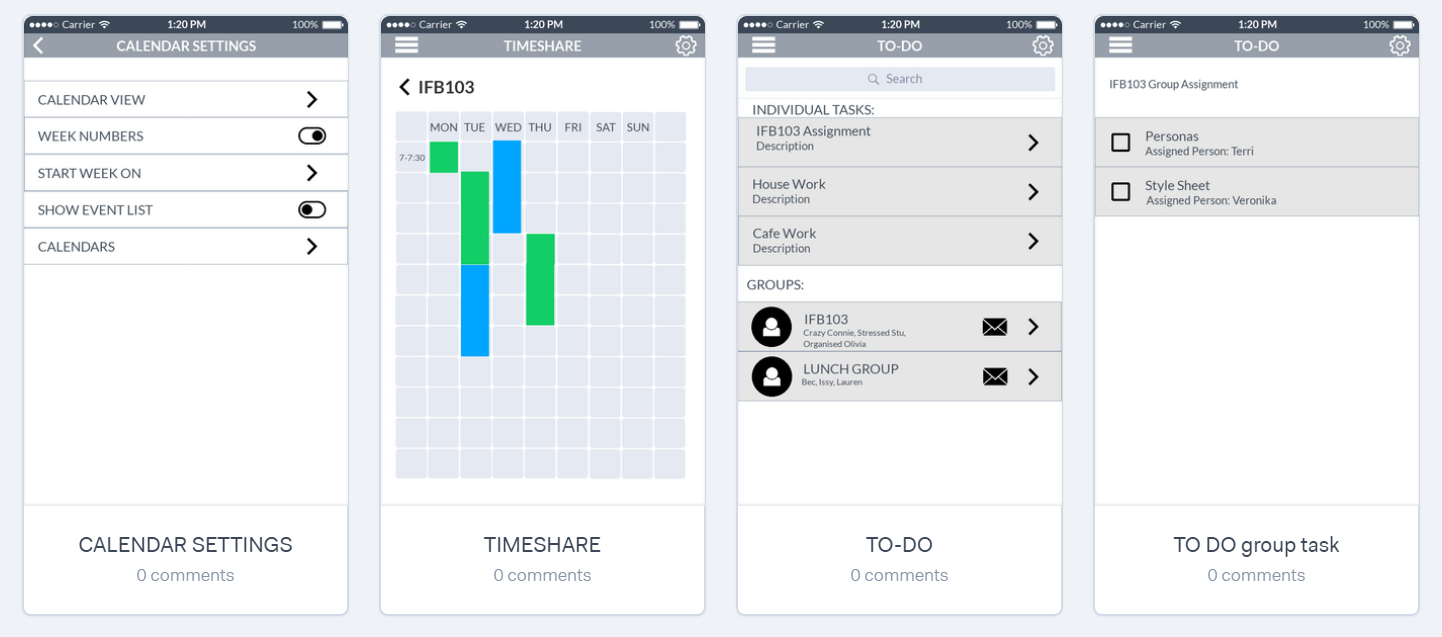 Carrier 1:20 PM 100%
CALENDAR SETTINGS
CALENDAR VIEW
WEEK NUMBERS
START WEEK ON
SHOW EVENT LIST
CALENDARS
CALENDAR SETTINGS
0 comments
Carrier 1:20 PM 100%
TIMESHARE
IFB103
MON TUE WED THU FRI SAT SUN
7-7:30
TIMESHARE
0 comments
Carrier 1:20 PM 100%
TO-DO
Search
INDIVIDUAL TASKS:
IFB103 Assignment
Description
House Work
Description
Cafe Work
Description
GROUPS:
IFB103
Crazy Connie, Stressed Stu,
Organised Olivia
LUNCH GROUP
Bec, Issy, Lauren
TO-DO
0 comments
Carrier 1:20 PM 100%
TO-DO
IFB103 Group Assignment
Personas
Assigned Person: Terri
Style Sheet
Assigned Person: Veronika
TO DO group task
0 comments